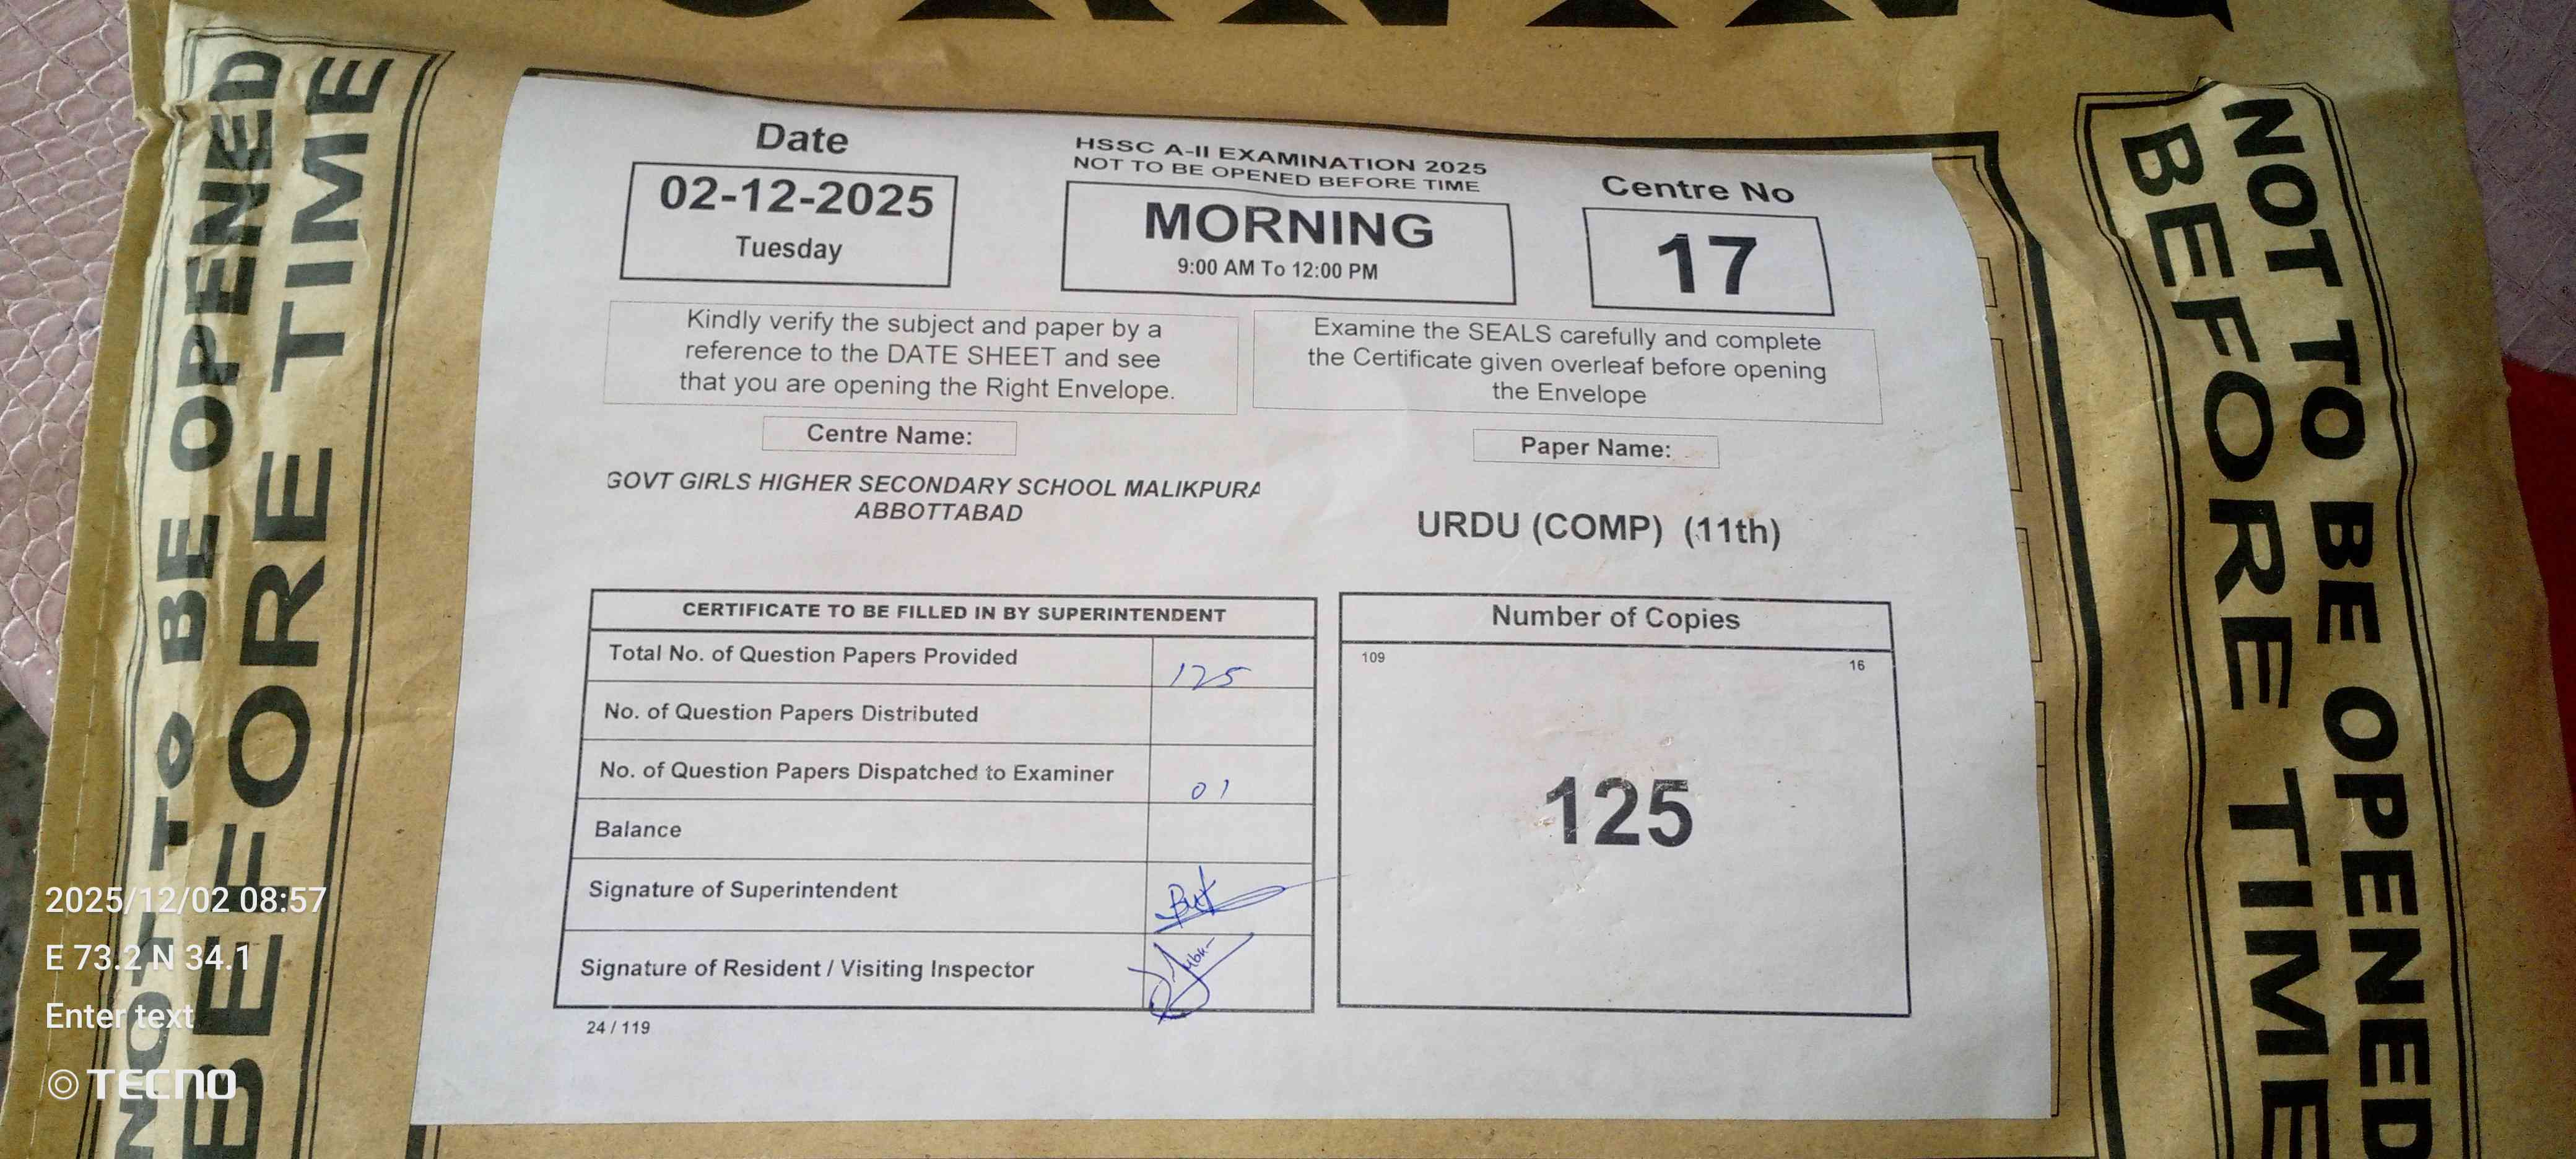 NOT TO BE OPENED
BEFORE TIME
Date
02-12-2025
Tuesday
HSSC A-II EXAMINATION 2025
NOT TO BE OPENED BEFORE TIME
MORNING
9:00 AM To 12:00 PM
Centre No
17
Kindly verify the subject and paper by a
reference to the DATE SHEET and see
that you are opening the Right Envelope.
Examine the SEALS carefully and complete
the Certificate given overleaf before opening
the Envelope
Centre Name:
GOVT GIRLS HIGHER SECONDARY SCHOOL MALIKPURA
ABBOTTABAD
Paper Name:
URDU (COMP) (11th)
CERTIFICATE TO BE FILLED IN BY SUPERINTENDENT
Total No. of Question Papers Provided 125
No. of Question Papers Distributed
No. of Question Papers Dispatched to Examiner 01
Balance
Signature of Superintendent
Signature of Resident / Visiting Inspector
24 / 119
Number of Copies
109 16
125
NOT TO BE OPENED
BEFORE TIME
2025/12/02 08:57
E 73.2 N 34.1
Enter text
TECNO